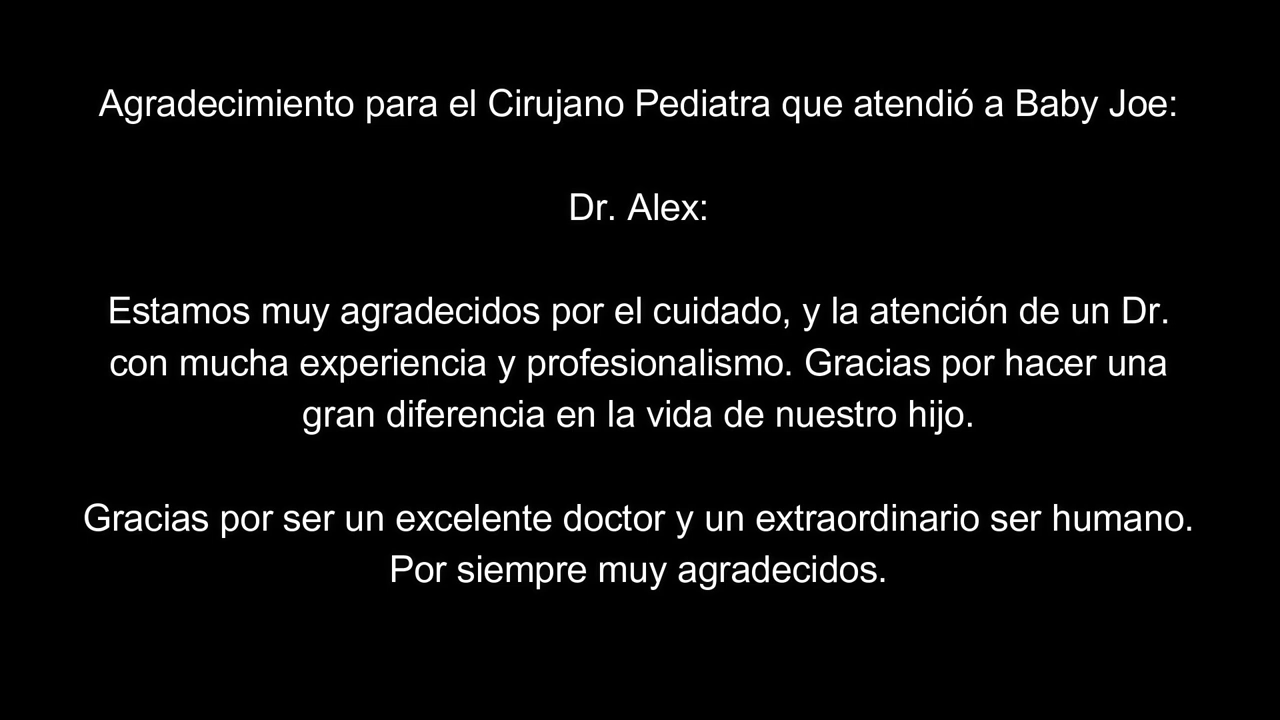 Agradecimiento para el Cirujano Pediatra que atendió a Baby Joe:
Dr. Alex:
Estamos muy agradecidos por el cuidado, y la atención de un Dr.
con mucha experiencia y profesionalismo. Gracias por hacer una
gran diferencia en la vida de nuestro hijo.
Gracias por ser un excelente doctor y un extraordinario ser humano.
Por siempre muy agradecidos.